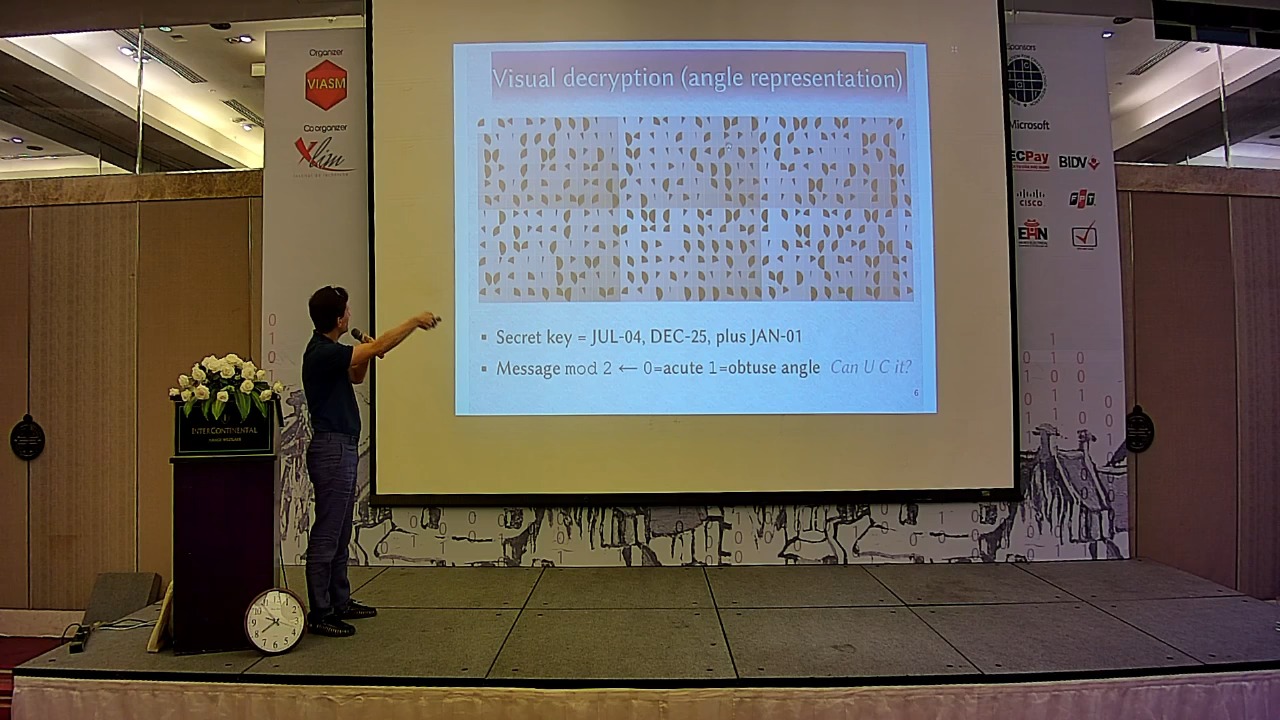 Organizer
VIASM
Co organizer
Xlim
Visual decryption (angle representation)
Secret key = JUL-04, DEC-25, plus JAN-01
Message mod 2 ← 0=acute 1=obtuse angle Can U C it?
6
Sponsors
Microsoft
ECPay
BIDV
CISCO
FPT
INTERCONTINENTAL